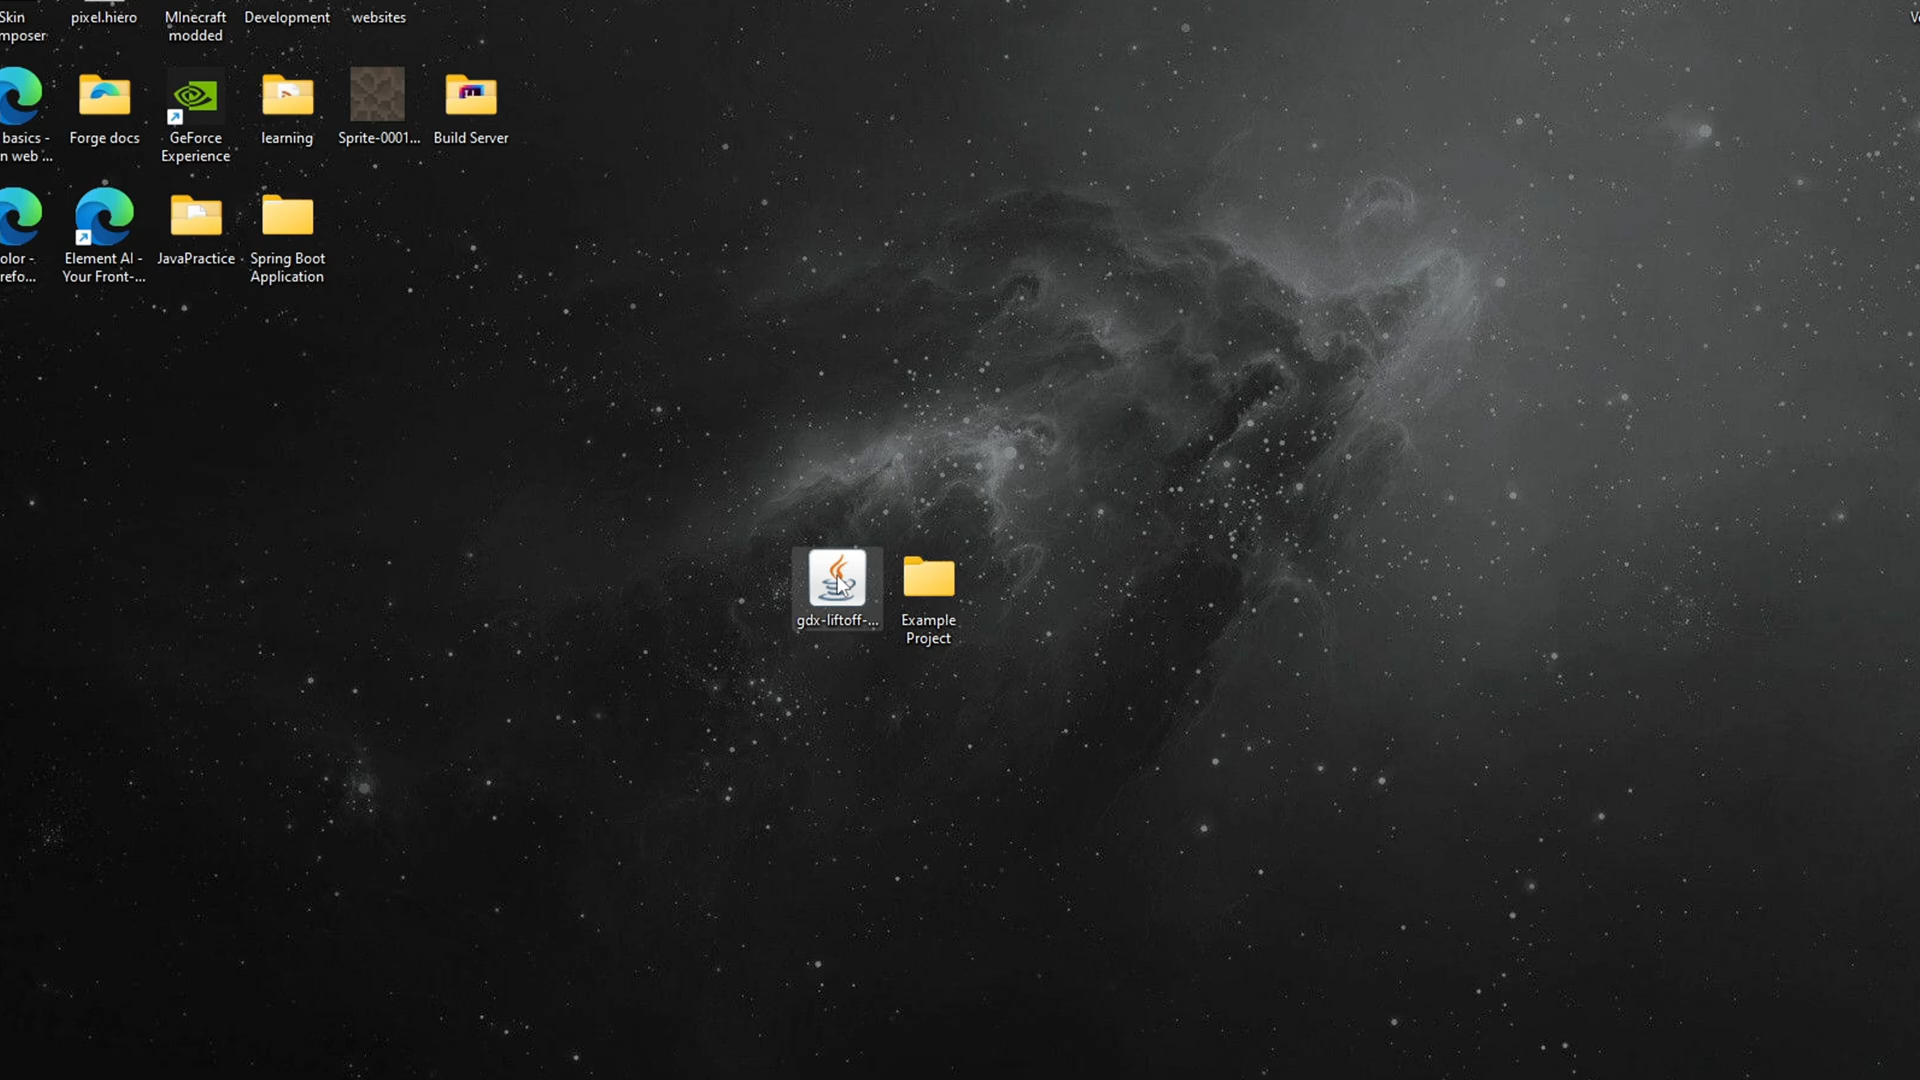 Skin
mposer
pixel.hiero
MInecraft
modded
Development
websites
basics -
n web ...
Forge docs
GeForce
Experience
learning
Sprite-0001...
Build Server
olor -
refo...
Element AI -
Your Front-...
JavaPractice
Spring Boot
Application
gdx-liftoff-...
Example
Project